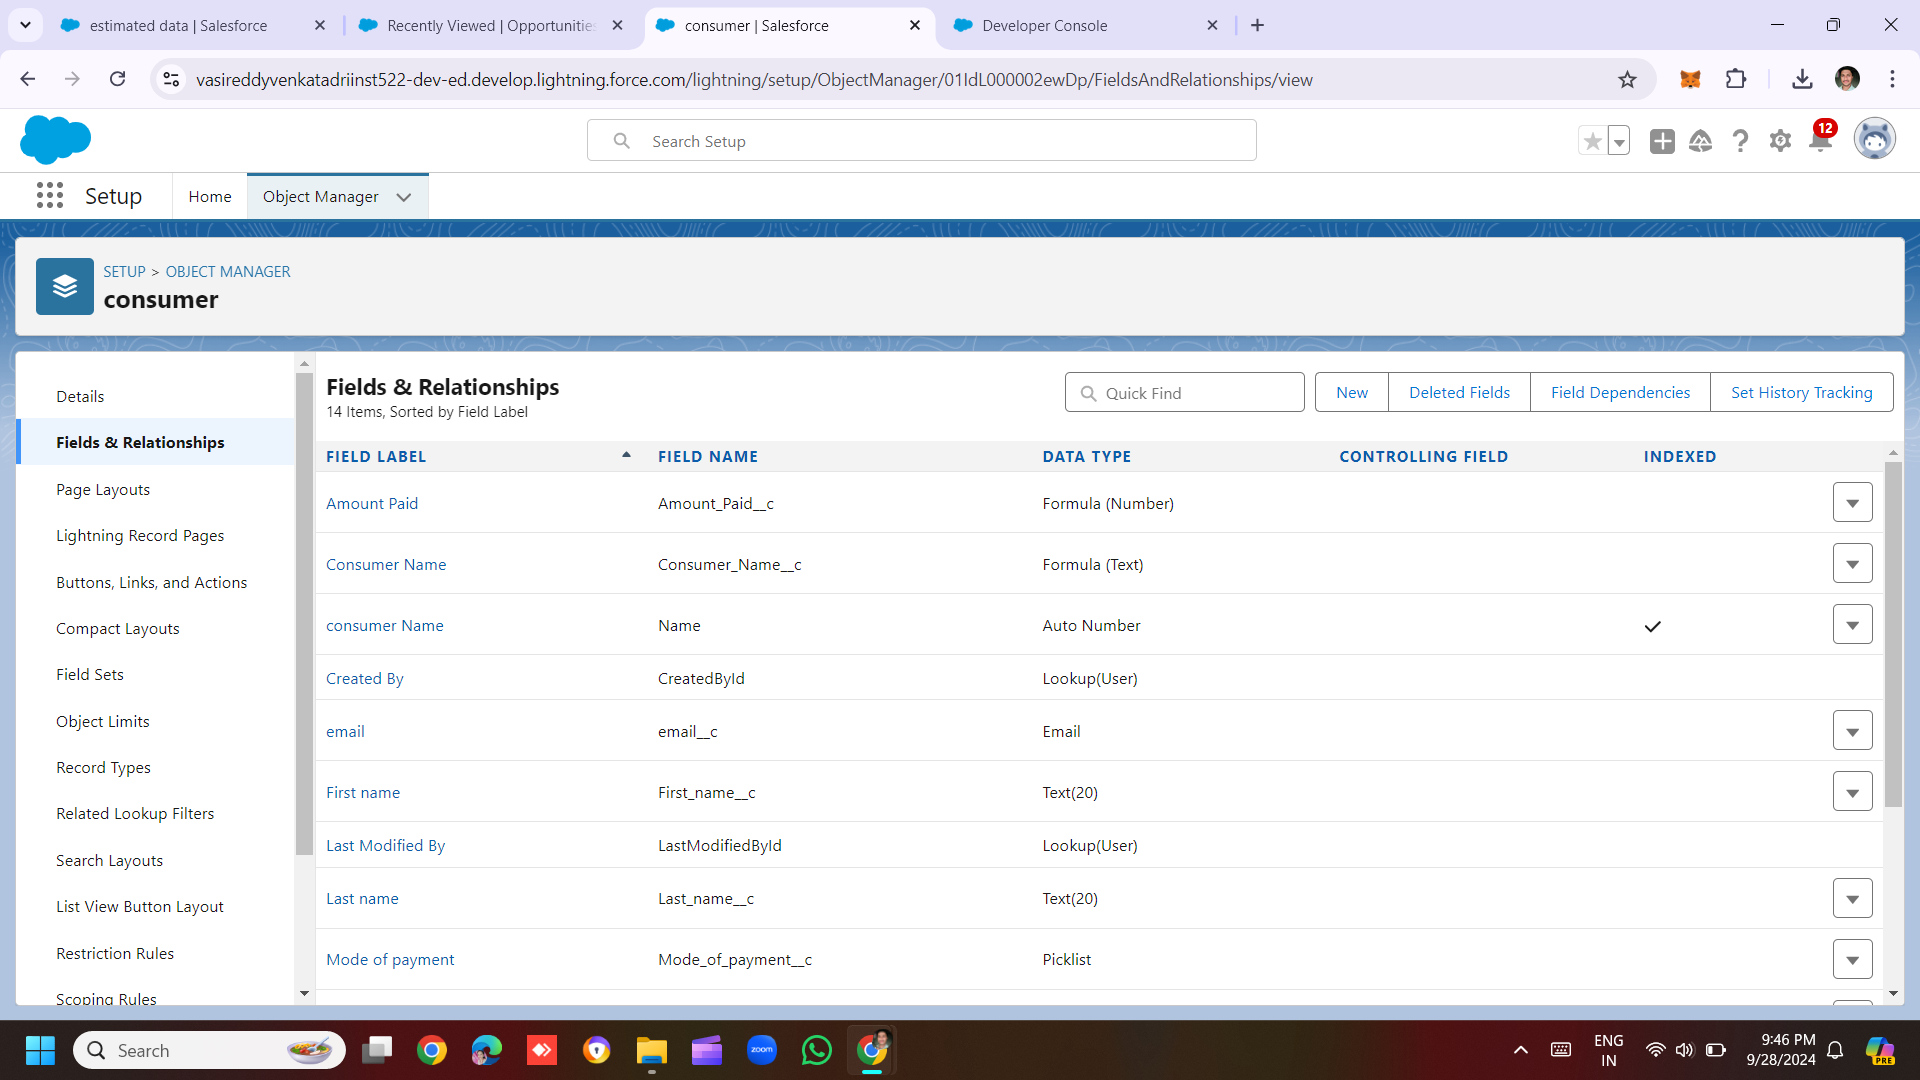 estimated data | Salesforce
Recently Viewed | Opportunities
consumer | Salesforce
Developer Console
vasireddyvenkatadriinst522-dev-ed.develop.lightning.force.com/lightning/setup/ObjectManager/01IdL000002ewDp/FieldsAndRelationships/view
Search Setup
12
Setup
Home
Object Manager
SETUP > OBJECT MANAGER
consumer
Details
Fields & Relationships
Page Layouts
Lightning Record Pages
Buttons, Links, and Actions
Compact Layouts
Field Sets
Object Limits
Record Types
Related Lookup Filters
Search Layouts
List View Button Layout
Restriction Rules
Scoping Rules
Fields & Relationships
14 Items, Sorted by Field Label
Quick Find
New
Deleted Fields
Field Dependencies
Set History Tracking
FIELD LABEL FIELD NAME DATA TYPE CONTROLLING FIELD INDEXED
Amount Paid Amount_Paid__c Formula (Number)
Consumer Name Consumer_Name__c Formula (Text)
consumer Name Name Auto Number
Created By CreatedById Lookup(User)
email email__c Email
First name First_name__c Text(20)
Last Modified By LastModifiedById Lookup(User)
Last name Last_name__c Text(20)
Mode of payment Mode_of_payment__c Picklist
Search
zoom
ENG
IN
9:46 PM
9/28/2024
PRE